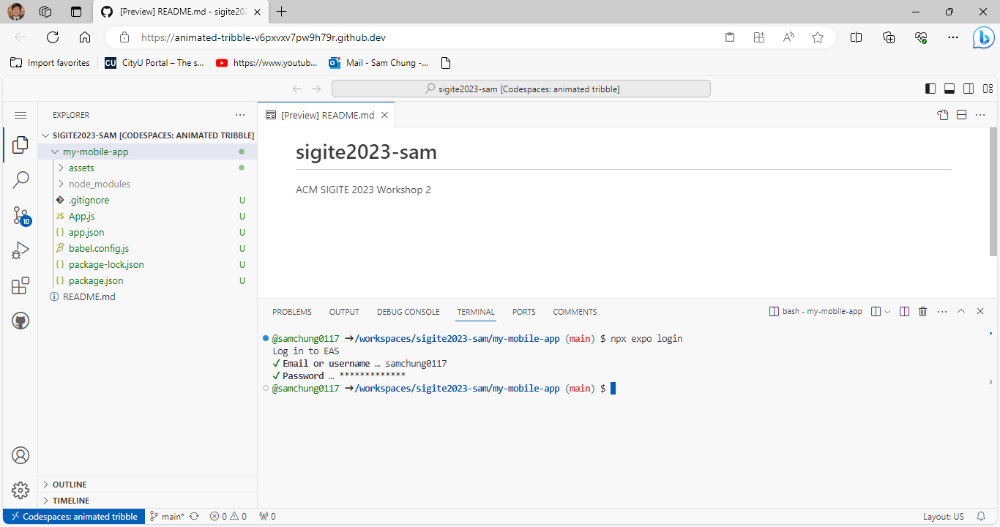 [Preview] README.md - sigite202
https://animated-tribble-v6pxvxv7pw9h79r.github.dev
Import favorites
CU CityU Portal – The s...
https://www.youtub...
Mail - Sam Chung -...
sigite2023-sam [Codespaces: animated tribble]
EXPLORER
SIGITE2023-SAM [CODESPACES: ANIMATED TRIBBLE]
my-mobile-app
assets
node_modules
.gitignore U
JS App.js U
{} app.json U
babel.config.js U
{} package-lock.json U
{} package.json U
README.md
10
OUTLINE
TIMELINE
[Preview] README.md
sigite2023-sam
ACM SIGITE 2023 Workshop 2
PROBLEMS OUTPUT DEBUG CONSOLE TERMINAL PORTS COMMENTS
bash - my-mobile-app
@samchung0117 ➜/workspaces/sigite2023-sam/my-mobile-app (main) $ npx expo login
Log in to EAS
✔ Email or username … samchung0117
✔ Password … *************
@samchung0117 ➜/workspaces/sigite2023-sam/my-mobile-app (main) $
Codespaces: animated tribble
main*
0 0
0
Layout: US